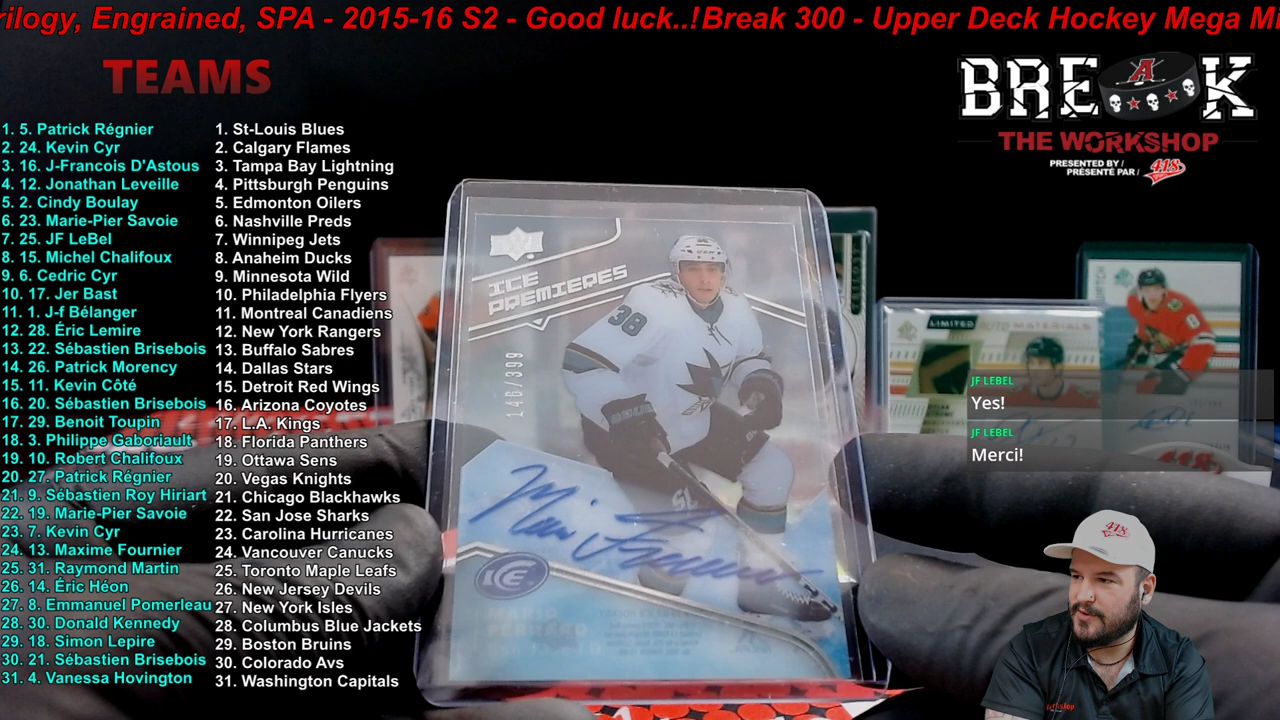 rilogy, Engrained, SPA - 2015-16 S2 - Good luck..!Break 300 - Upper Deck Hockey Mega Mi
TEAMS
BREAK
THE WORKSHOP
PRESENTED BY /
PRÉSENTÉ PAR /
418
1. 5. Patrick Régnier
2. 24. Kevin Cyr
3. 16. J-Francois D'Astous
4. 12. Jonathan Leveille
5. 2. Cindy Boulay
6. 23. Marie-Pier Savoie
7. 25. JF LeBel
8. 15. Michel Chalifoux
9. 6. Cedric Cyr
10. 17. Jer Bast
11. 1. J-f Bélanger
12. 28. Éric Lemire
13. 22. Sébastien Brisebois
14. 26. Patrick Morency
15. 11. Kevin Côté
16. 20. Sébastien Brisebois
17. 29. Benoit Toupin
18. 3. Philippe Gaboriault
19. 10. Robert Chalifoux
20. 27. Patrick Régnier
21. 9. Sébastien Roy Hiriart
22. 19. Marie-Pier Savoie
23. 7. Kevin Cyr
24. 13. Maxime Fournier
25. 31. Raymond Martin
26. 14. Éric Héon
27. 8. Emmanuel Pomerleau
28. 30. Donald Kennedy
29. 18. Simon Lepire
30. 21. Sébastien Brisebois
31. 4. Vanessa Hovington
1. St-Louis Blues
2. Calgary Flames
3. Tampa Bay Lightning
4. Pittsburgh Penguins
5. Edmonton Oilers
6. Nashville Preds
7. Winnipeg Jets
8. Anaheim Ducks
9. Minnesota Wild
10. Philadelphia Flyers
11. Montreal Canadiens
12. New York Rangers
13. Buffalo Sabres
14. Dallas Stars
15. Detroit Red Wings
16. Arizona Coyotes
17. L.A. Kings
18. Florida Panthers
19. Ottawa Sens
20. Vegas Knights
21. Chicago Blackhawks
22. San Jose Sharks
23. Carolina Hurricanes
24. Vancouver Canucks
25. Toronto Maple Leafs
26. New Jersey Devils
27. New York Isles
28. Columbus Blue Jackets
29. Boston Bruins
30. Colorado Avs
31. Washington Capitals
ICE
PREMIERES
38
146/399
LIMITED AUTO MATERIALS
8
JF LEBEL
Yes!
JF LEBEL
Merci!
418